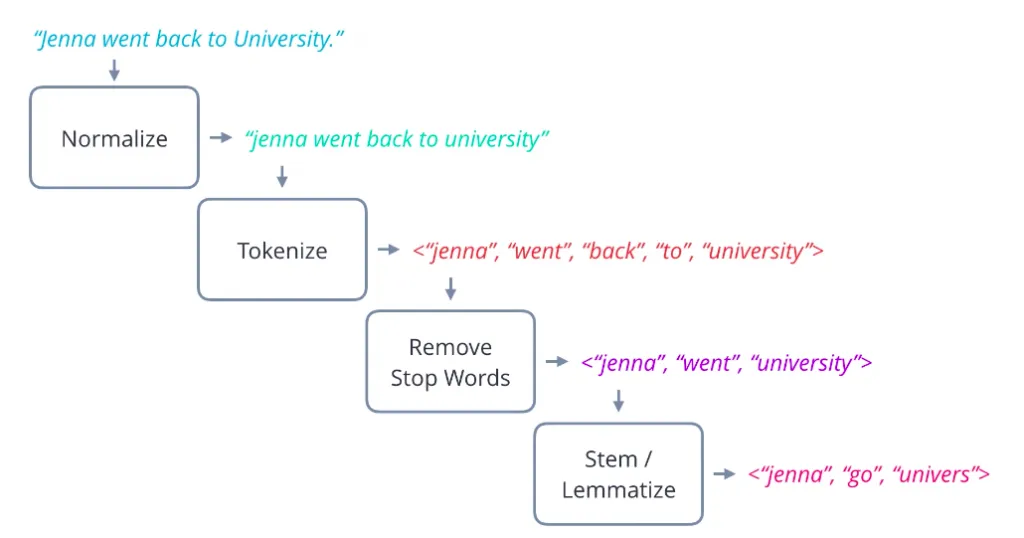 “Jenna went back to University.”
Normalize
“jenna went back to university”
Tokenize
<“jenna”, “went”, “back”, “to”, “university”>
Remove
Stop Words
<“jenna”, “went”, “university”>
Stem /
Lemmatize
<“jenna”, “go”, “univers”>